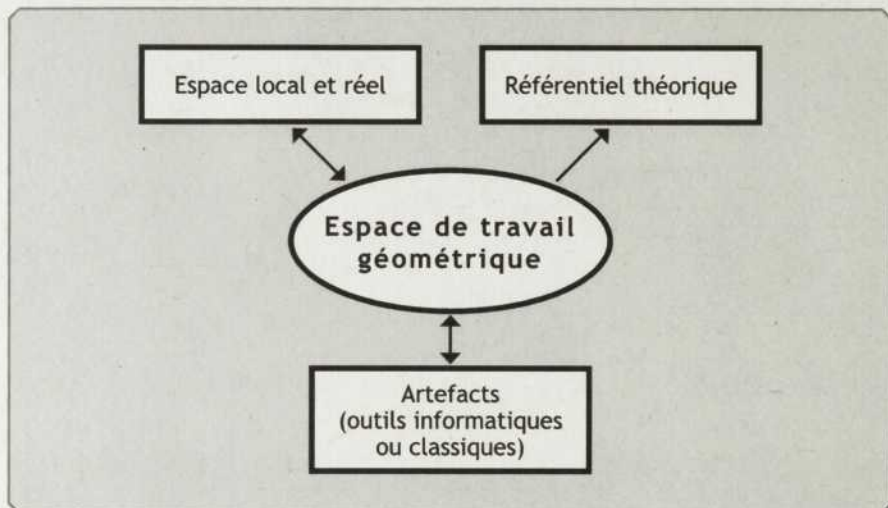 Espace local et réel
Référentiel théorique
Espace de travail
géométrique
Artefacts
(outils informatiques
ou classiques)